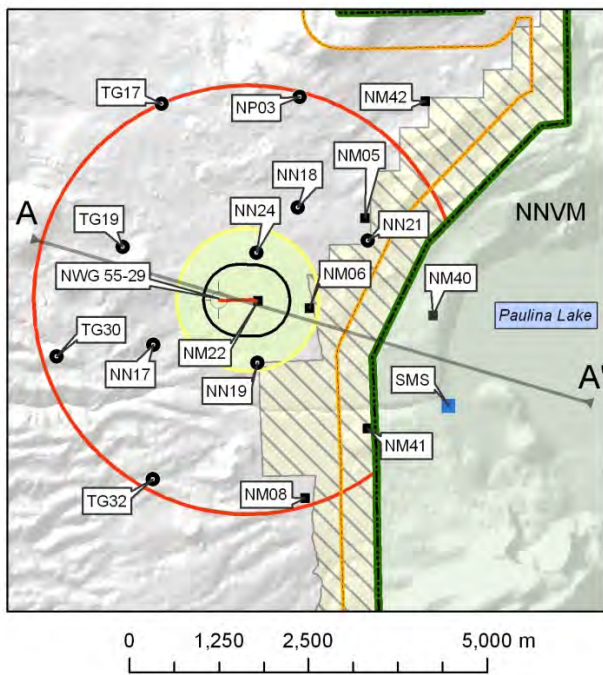 TG17
NP03
NM42
NN18
NM05
A
TG19
NN24
NN21
NNVM
NWG 55-29
NM06
NM40
Paulina Lake
TG30
NN17
NM22
NN19
SMS
A'
NM41
TG32
NM08
0 1,250 2,500 5,000 m